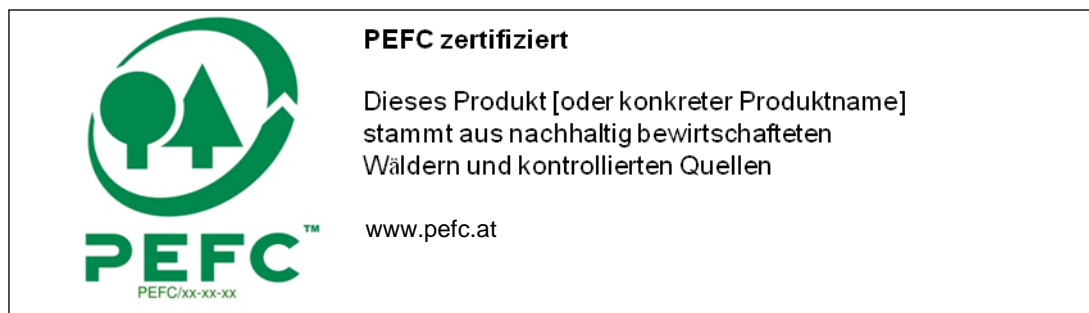 PEFC zertifiziert
Dieses Produkt [oder konkreter Produktname]
stammt aus nachhaltig bewirtschafteten
Wäldern und kontrollierten Quellen
www.pefc.at
PEFC™
PEFC/xx-xx-xx